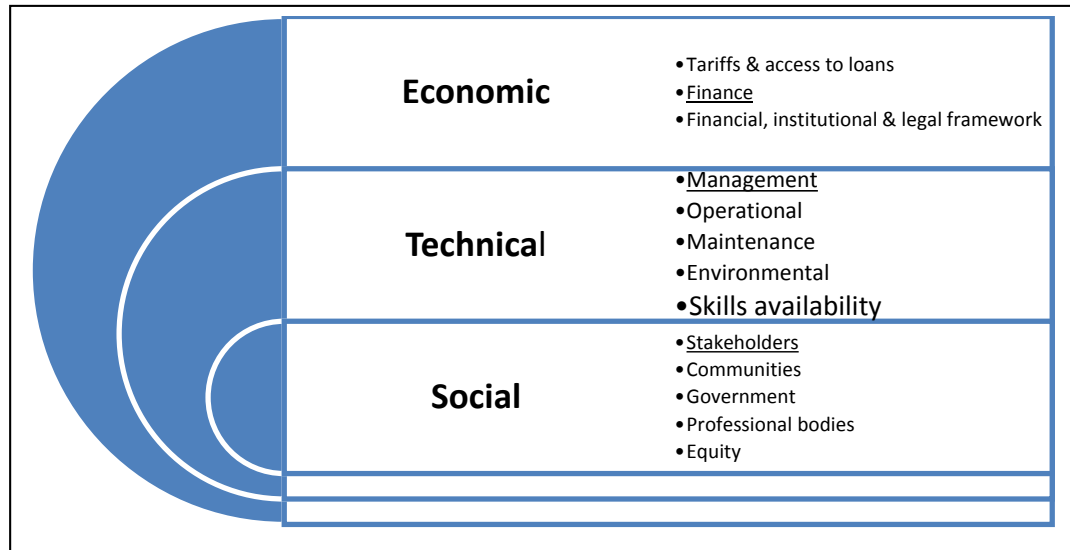 Economic
•Tariffs & access to loans
•Finance
•Financial, institutional & legal framework
Technical
•Management
•Operational
•Maintenance
•Environmental
•Skills availability
Social
•Stakeholders
•Communities
•Government
•Professional bodies
•Equity